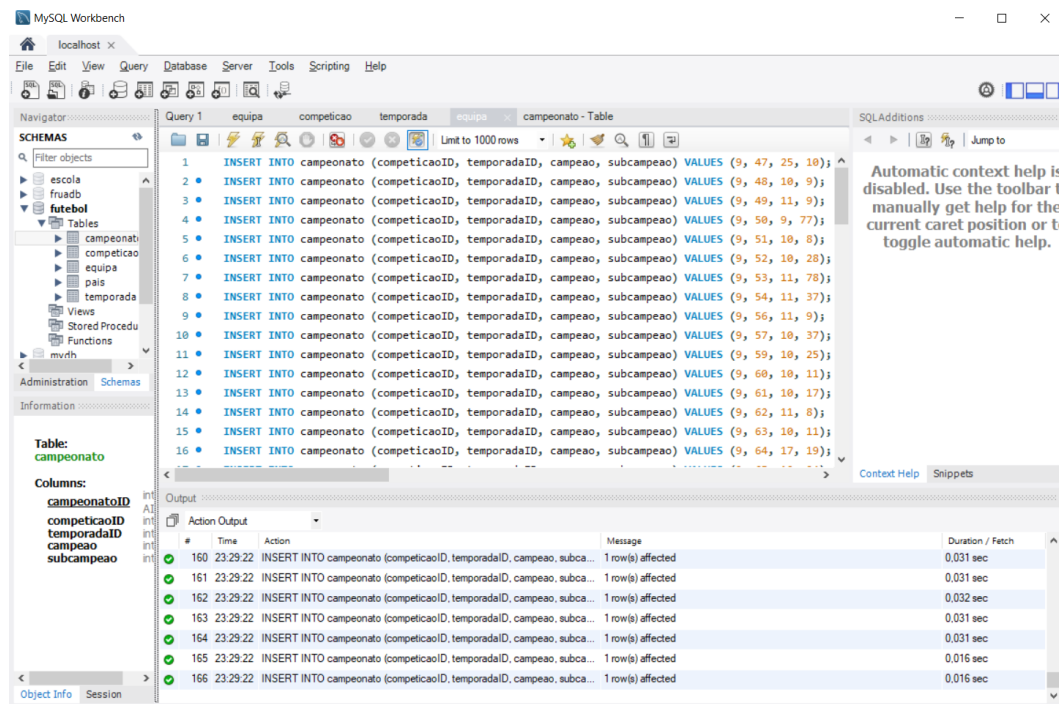 MySQL Workbench
localhost
File Edit View Query Database Server Tools Scripting Help
Navigator
SCHEMAS
Filter objects
escola
fruadb
futebol
Tables
campeonato
competicao
equipa
pais
temporada
Views
Stored Procedu
Functions
mydb
Administration Schemas
Information
Table:
campeonato
Columns:
campeonatoID int AI
competicaoID int
temporadaID int
campeao int
subcampeao int
Object Info Session
Query 1 equipa competicao temporada equipa campeonato - Table
Limit to 1000 rows
1 INSERT INTO campeonato (competicaoID, temporadaID, campeao, subcampeao) VALUES (9, 47, 25, 10);
2 INSERT INTO campeonato (competicaoID, temporadaID, campeao, subcampeao) VALUES (9, 48, 10, 9);
3 INSERT INTO campeonato (competicaoID, temporadaID, campeao, subcampeao) VALUES (9, 49, 11, 9);
4 INSERT INTO campeonato (competicaoID, temporadaID, campeao, subcampeao) VALUES (9, 50, 9, 77);
5 INSERT INTO campeonato (competicaoID, temporadaID, campeao, subcampeao) VALUES (9, 51, 10, 8);
6 INSERT INTO campeonato (competicaoID, temporadaID, campeao, subcampeao) VALUES (9, 52, 10, 28);
7 INSERT INTO campeonato (competicaoID, temporadaID, campeao, subcampeao) VALUES (9, 53, 11, 78);
8 INSERT INTO campeonato (competicaoID, temporadaID, campeao, subcampeao) VALUES (9, 54, 11, 37);
9 INSERT INTO campeonato (competicaoID, temporadaID, campeao, subcampeao) VALUES (9, 56, 11, 9);
10 INSERT INTO campeonato (competicaoID, temporadaID, campeao, subcampeao) VALUES (9, 57, 10, 37);
11 INSERT INTO campeonato (competicaoID, temporadaID, campeao, subcampeao) VALUES (9, 59, 10, 25);
12 INSERT INTO campeonato (competicaoID, temporadaID, campeao, subcampeao) VALUES (9, 60, 10, 11);
13 INSERT INTO campeonato (competicaoID, temporadaID, campeao, subcampeao) VALUES (9, 61, 10, 17);
14 INSERT INTO campeonato (competicaoID, temporadaID, campeao, subcampeao) VALUES (9, 62, 11, 8);
15 INSERT INTO campeonato (competicaoID, temporadaID, campeao, subcampeao) VALUES (9, 63, 10, 11);
16 INSERT INTO campeonato (competicaoID, temporadaID, campeao, subcampeao) VALUES (9, 64, 17, 19);
Output
Action Output
# Time Action Message Duration / Fetch
160 23:29:22 INSERT INTO campeonato (competicaoID, temporadaID, campeao, subca... 1 row(s) affected 0,031 sec
161 23:29:22 INSERT INTO campeonato (competicaoID, temporadaID, campeao, subca... 1 row(s) affected 0,031 sec
162 23:29:22 INSERT INTO campeonato (competicaoID, temporadaID, campeao, subca... 1 row(s) affected 0,032 sec
163 23:29:22 INSERT INTO campeonato (competicaoID, temporadaID, campeao, subca... 1 row(s) affected 0,031 sec
164 23:29:22 INSERT INTO campeonato (competicaoID, temporadaID, campeao, subca... 1 row(s) affected 0,031 sec
165 23:29:22 INSERT INTO campeonato (competicaoID, temporadaID, campeao, subca... 1 row(s) affected 0,016 sec
166 23:29:22 INSERT INTO campeonato (competicaoID, temporadaID, campeao, subca... 1 row(s) affected 0,016 sec
SQLAdditions
Jump to
Automatic context help is
disabled. Use the toolbar t
manually get help for the
current caret position or to
toggle automatic help.
Context Help Snippets